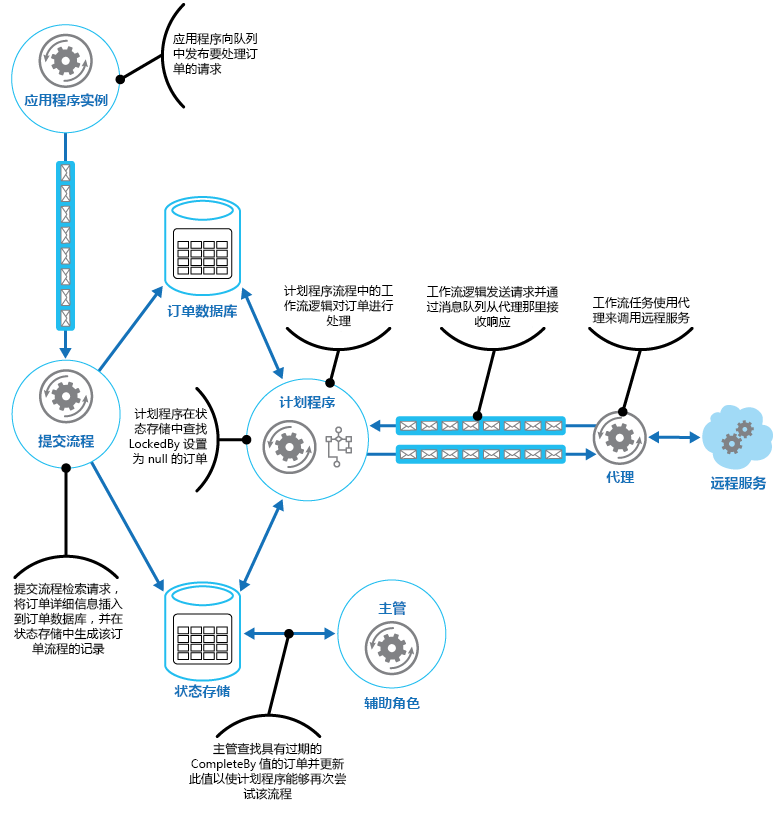 应用程序向队列
中发布要处理订
单的请求
应用程序实例
订单数据库
计划程序流程中的工
作流逻辑对订单进行
处理
工作流逻辑发送请求并通
过消息队列从代理那里接
收响应
工作流任务使用代
理来调用远程服务
计划程序在状
态存储中查找
LockedBy 设置
为 null 的订单
计划程序
提交流程
代理
远程服务
提交流程检索请求，
将订单详细信息插入
到订单数据库，并在
状态存储中生成该订
单流程的记录
状态存储
主管
辅助角色
主管查找具有过期的
CompleteBy 值的订单并更新
此值以使计划程序能够再次尝
试该流程